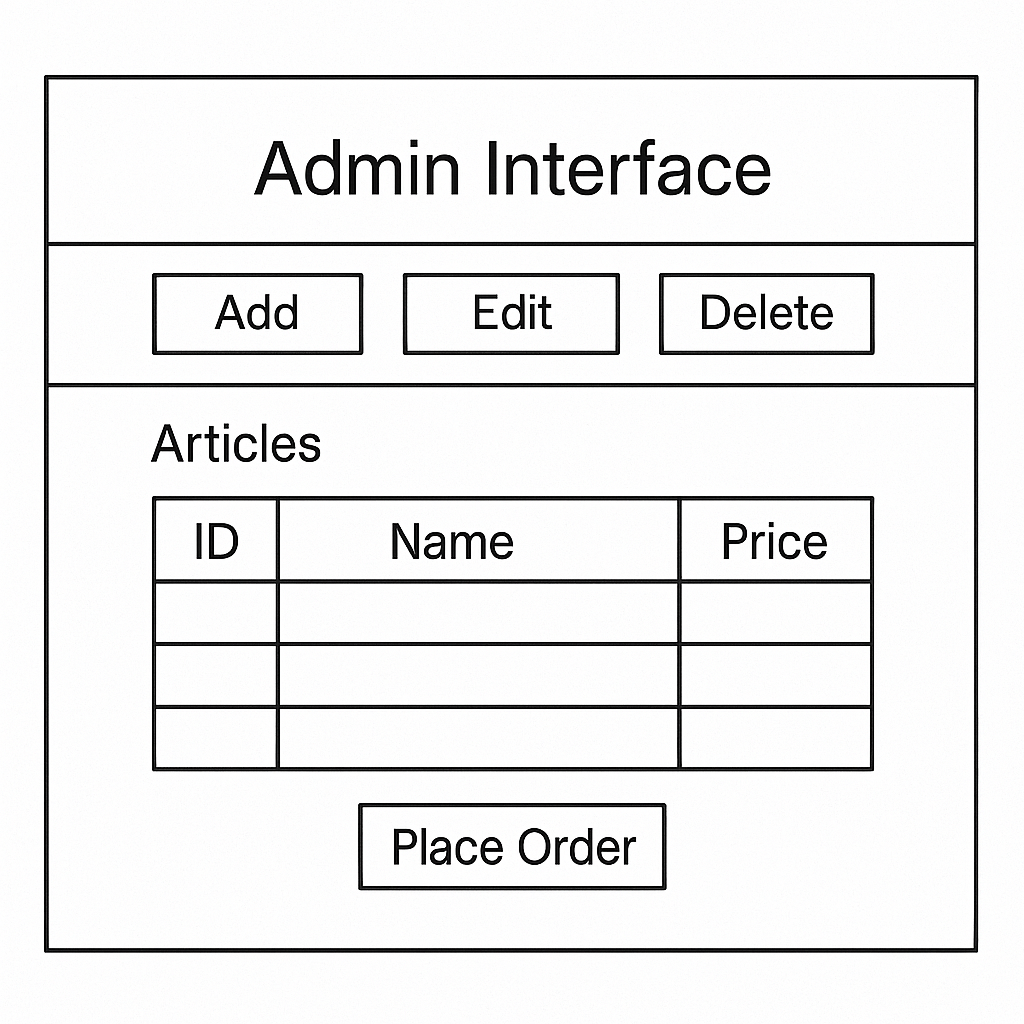 Admin Interface
Add Edit Delete
Articles
ID Name Price
Place Order